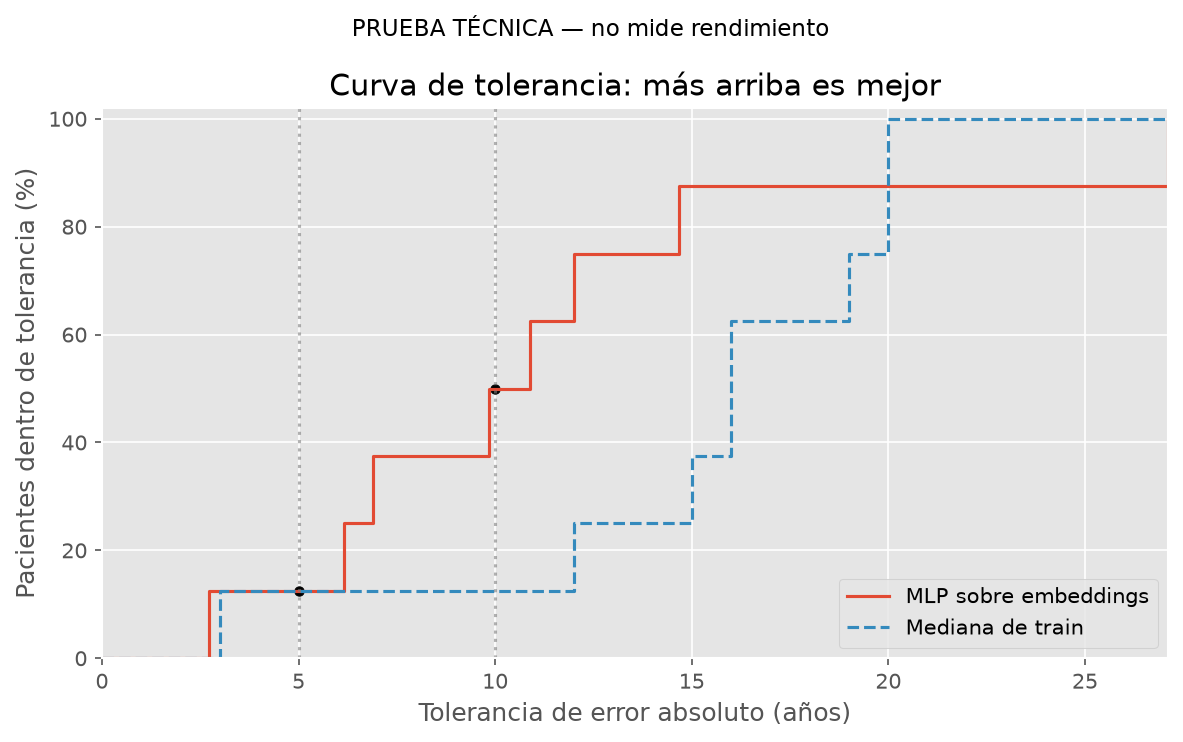 PRUEBA TÉCNICA — no mide rendimiento
Curva de tolerancia: más arriba es mejor
Pacientes dentro de tolerancia (%)
100
80
60
40
20
0
0 5 10 15 20 25
Tolerancia de error absoluto (años)
MLP sobre embeddings
Mediana de train